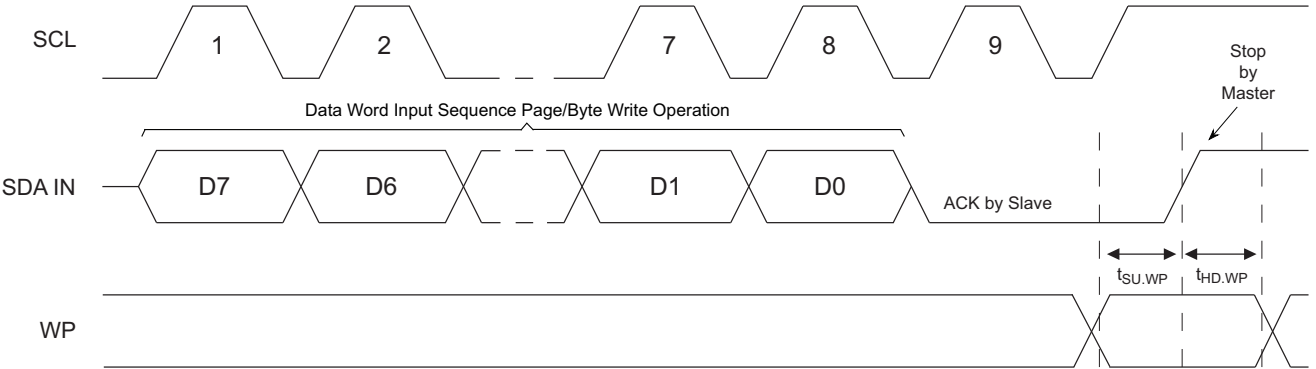 SCL
1
2
7
8
9
Stop
by
Master
Data Word Input Sequence Page/Byte Write Operation
SDA IN
D7
D6
D1
D0
ACK by Slave
tSU.WP
tHD.WP
WP